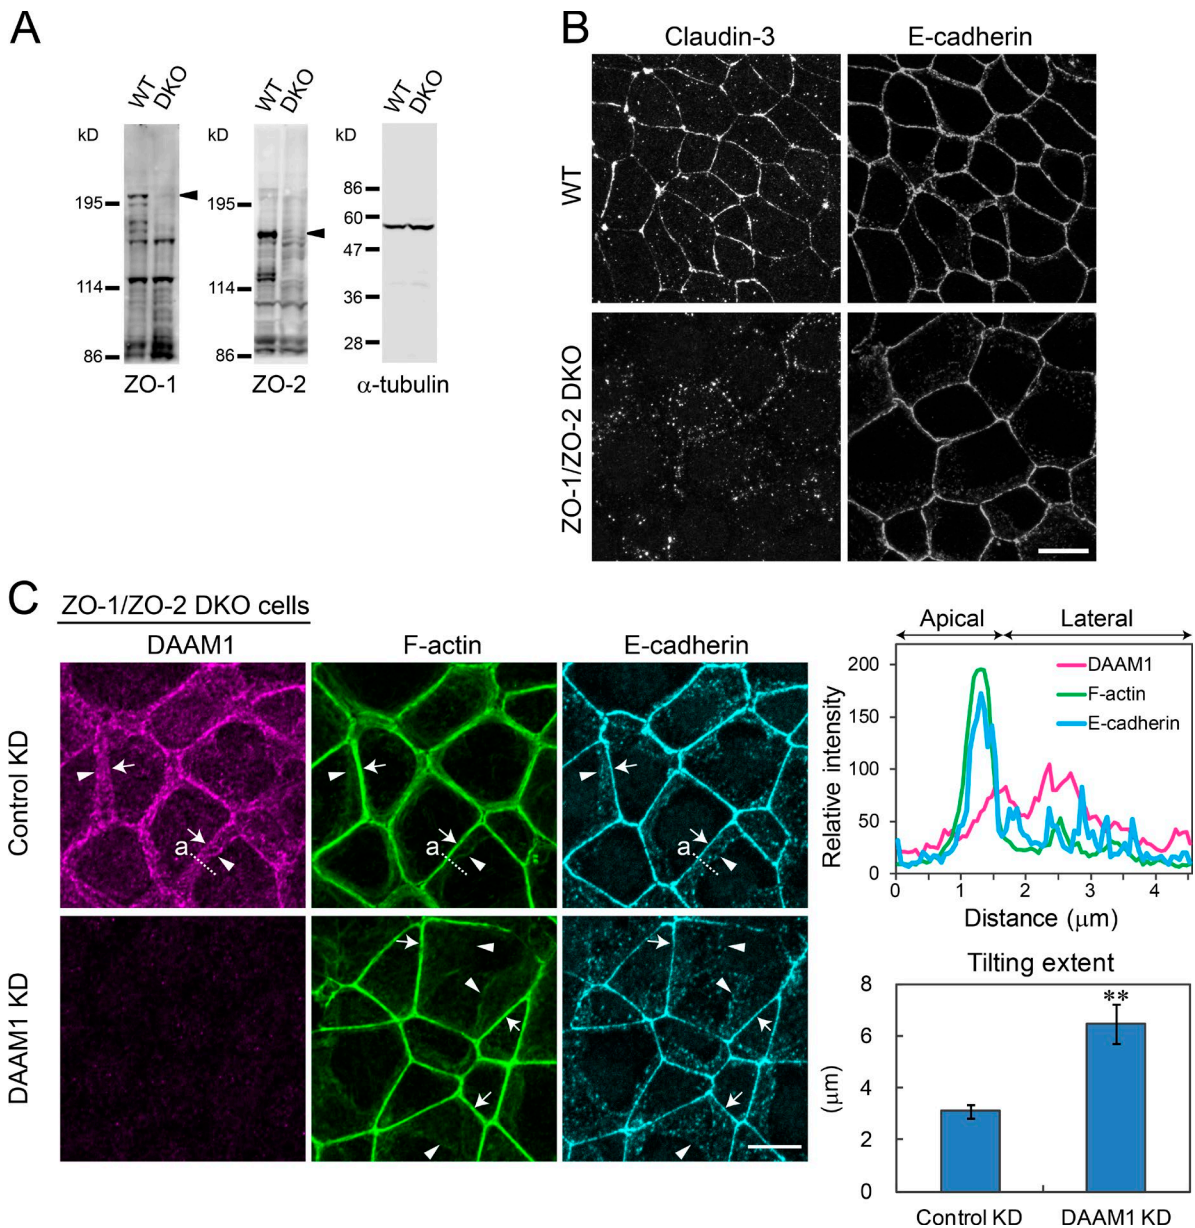 A
WT DKO
WT DKO
WT DKO
kD
195
114
86
kD
195
114
86
kD
86
60
47
36
28
ZO-1
ZO-2
α-tubulin
B
Claudin-3
E-cadherin
WT
ZO-1/ZO-2 DKO
C
ZO-1/ZO-2 DKO cells
DAAM1
F-actin
E-cadherin
Control KD
a
a
a
DAAM1 KD
Apical
Lateral
DAAM1
F-actin
E-cadherin
Relative intensity
200
150
100
50
0
0
1
2
3
4
Distance (μm)
Tilting extent
(μm)
8
6
4
2
0
**
Control KD
DAAM1 KD